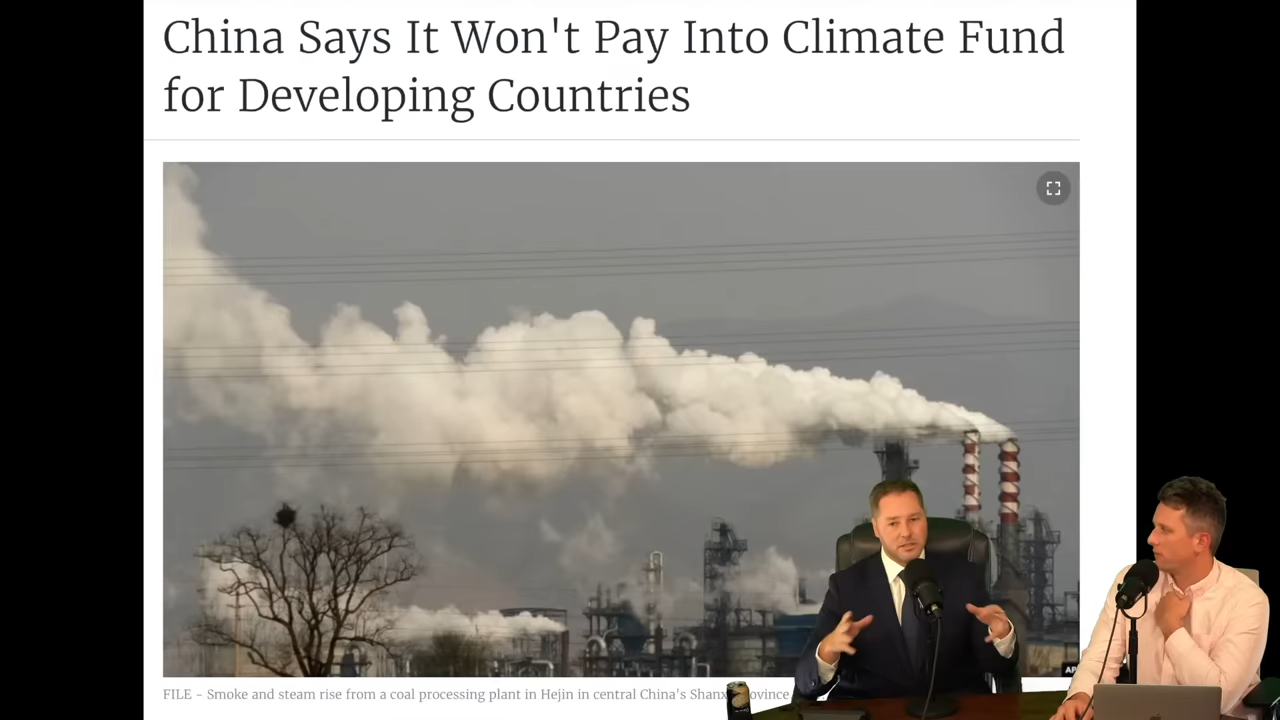 China Says It Won't Pay Into Climate Fund
for Developing Countries
AP
FILE – Smoke and steam rise from a coal processing plant in Hejin in central China's